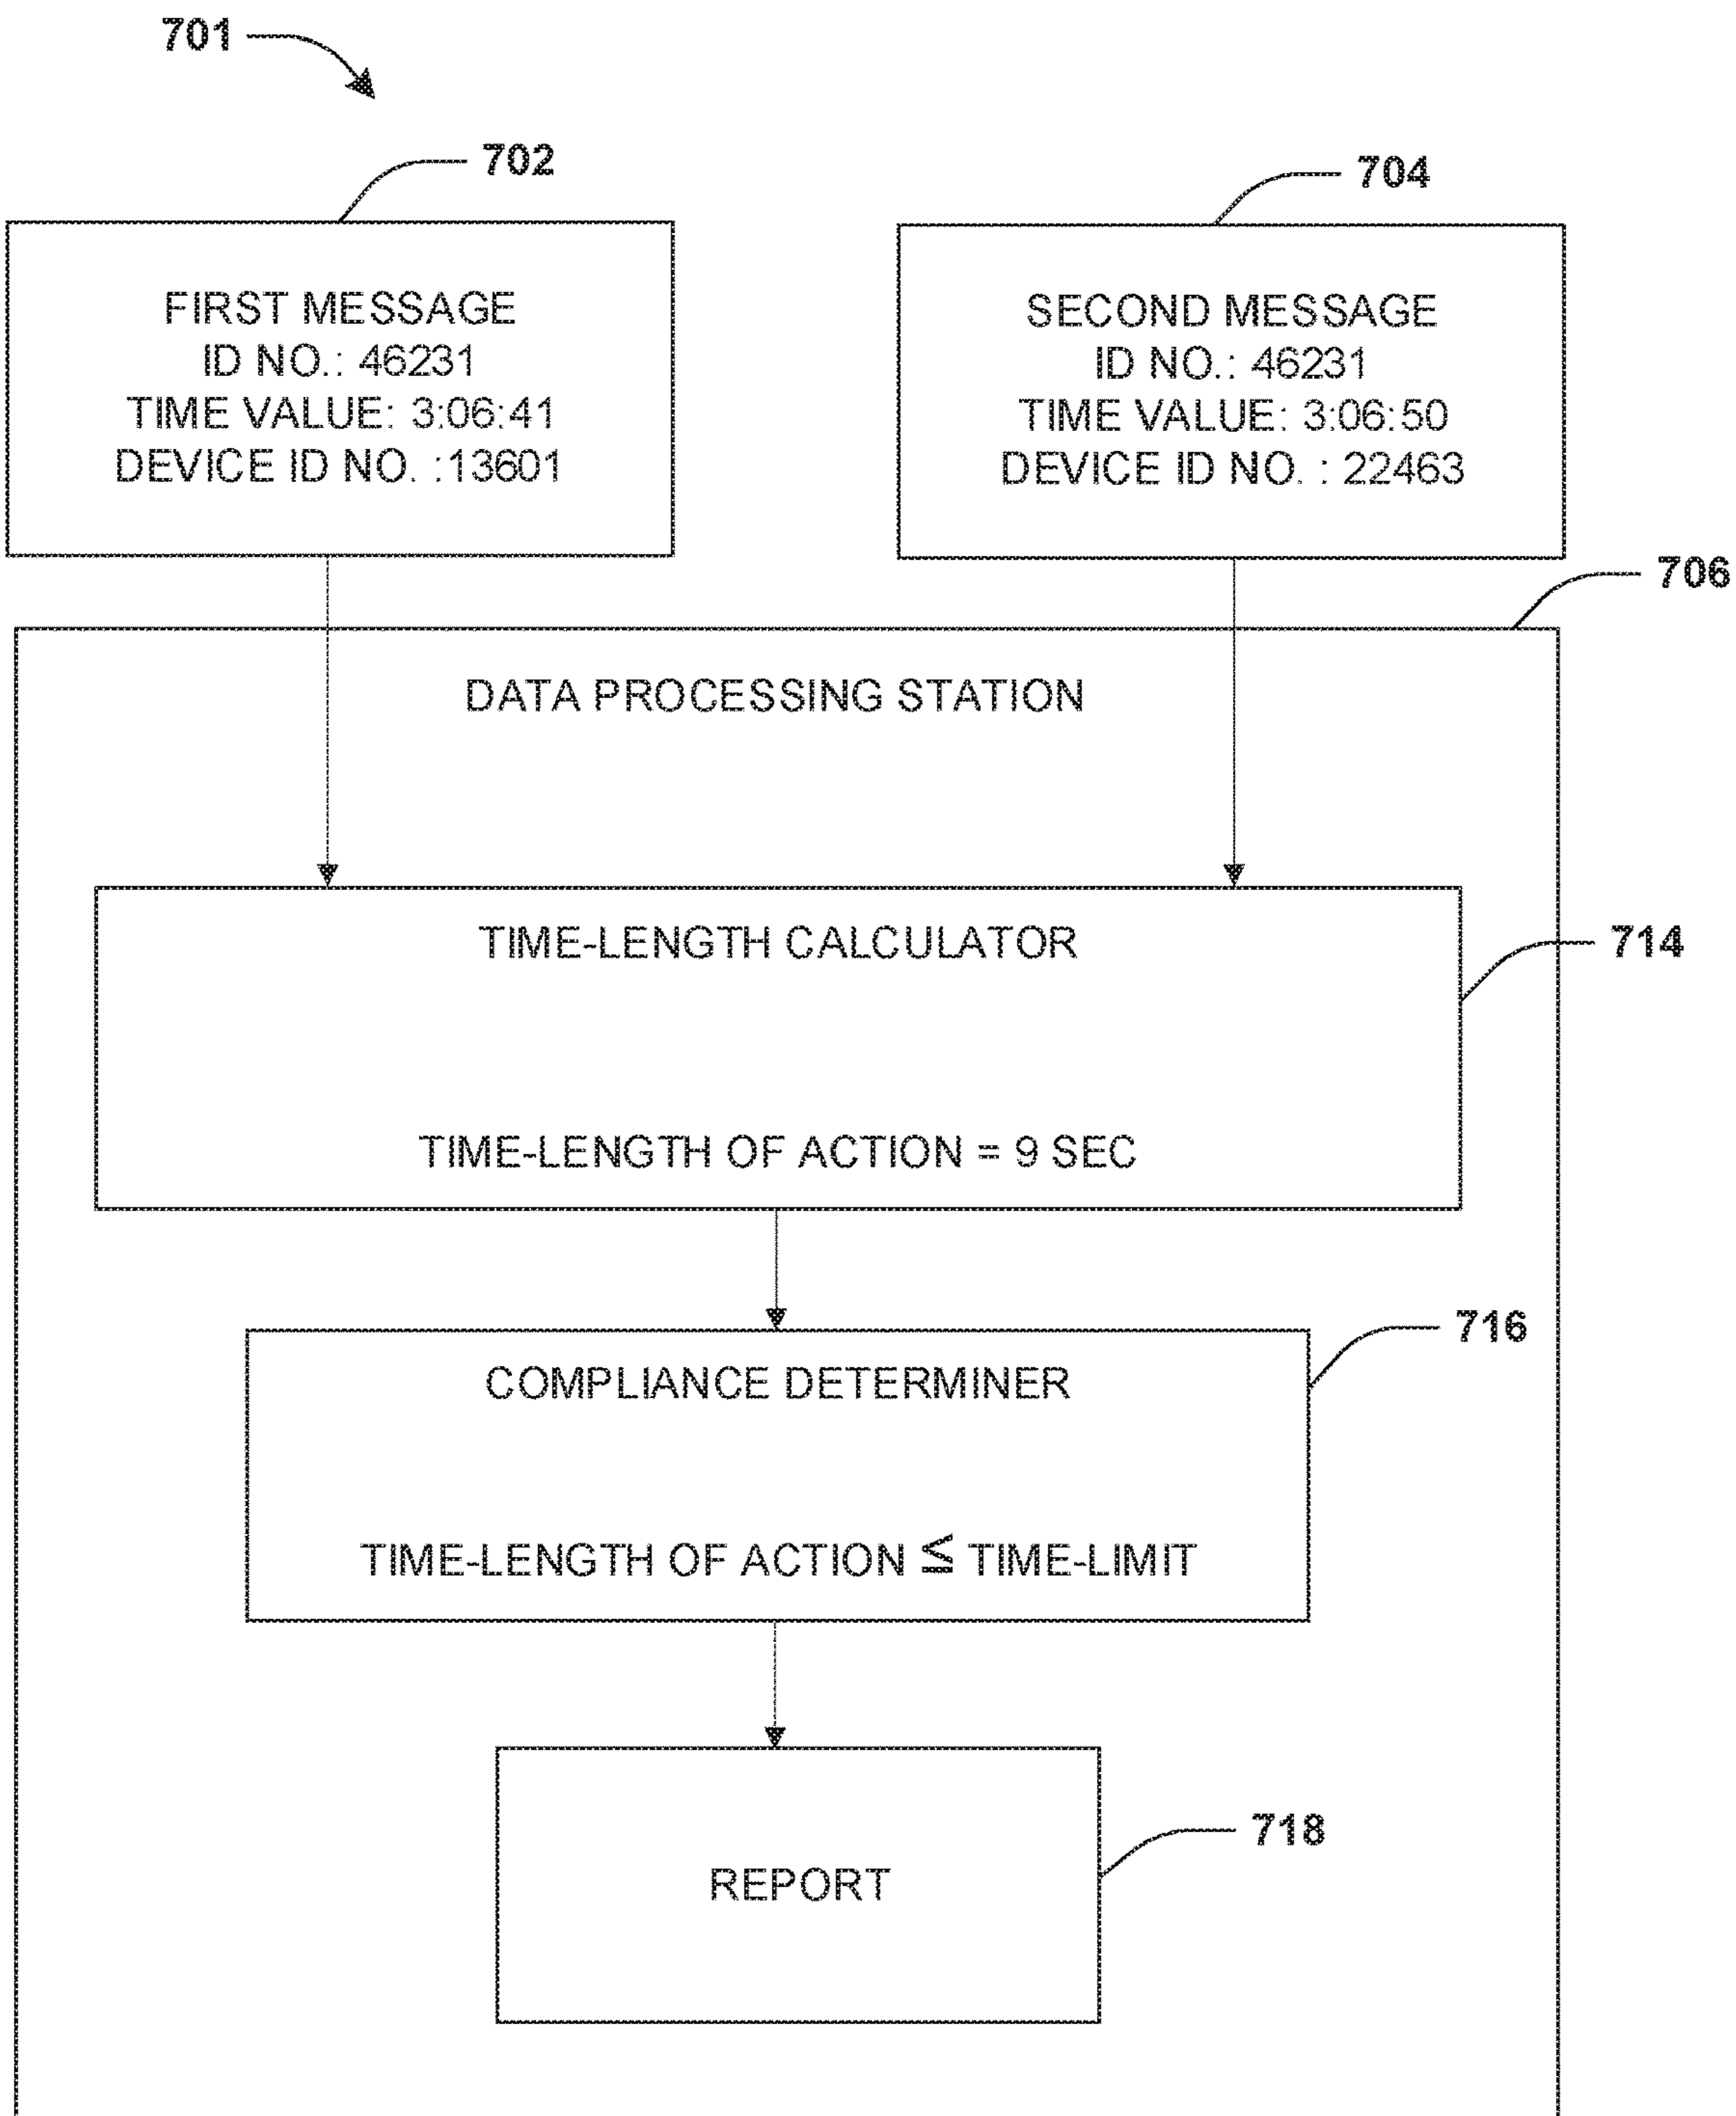 701
702
704
FIRST MESSAGE
ID NO.: 46231
TIME VALUE: 3:06:41
DEVICE ID NO. :13601
SECOND MESSAGE
ID NO.: 46231
TIME VALUE: 3:06:50
DEVICE ID NO. : 22463
706
DATA PROCESSING STATION
TIME-LENGTH CALCULATOR
714
TIME-LENGTH OF ACTION = 9 SEC
716
COMPLIANCE DETERMINER
TIME-LENGTH OF ACTION ≦ TIME-LIMIT
718
REPORT